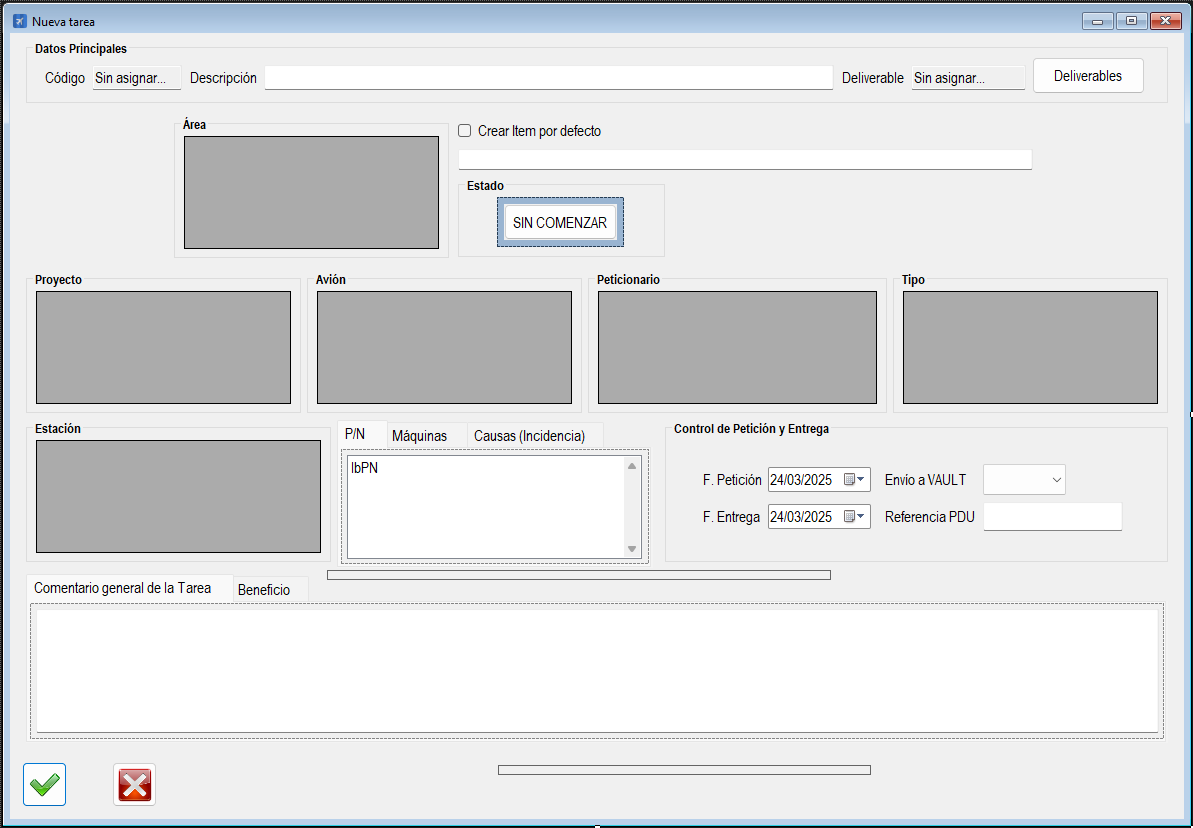 Nueva tarea
Datos Principales
Código Sin asignar... Descripción Deliverable Sin asignar... Deliverables
Área
Crear Item por defecto
Estado
SIN COMENZAR
Proyecto Avión Peticionario Tipo
Estación
P/N Máquinas Causas (Incidencia)
lbPN
Control de Petición y Entrega
F. Petición 24/03/2025 Envío a VAULT
F. Entrega 24/03/2025 Referencia PDU
Comentario general de la Tarea Beneficio